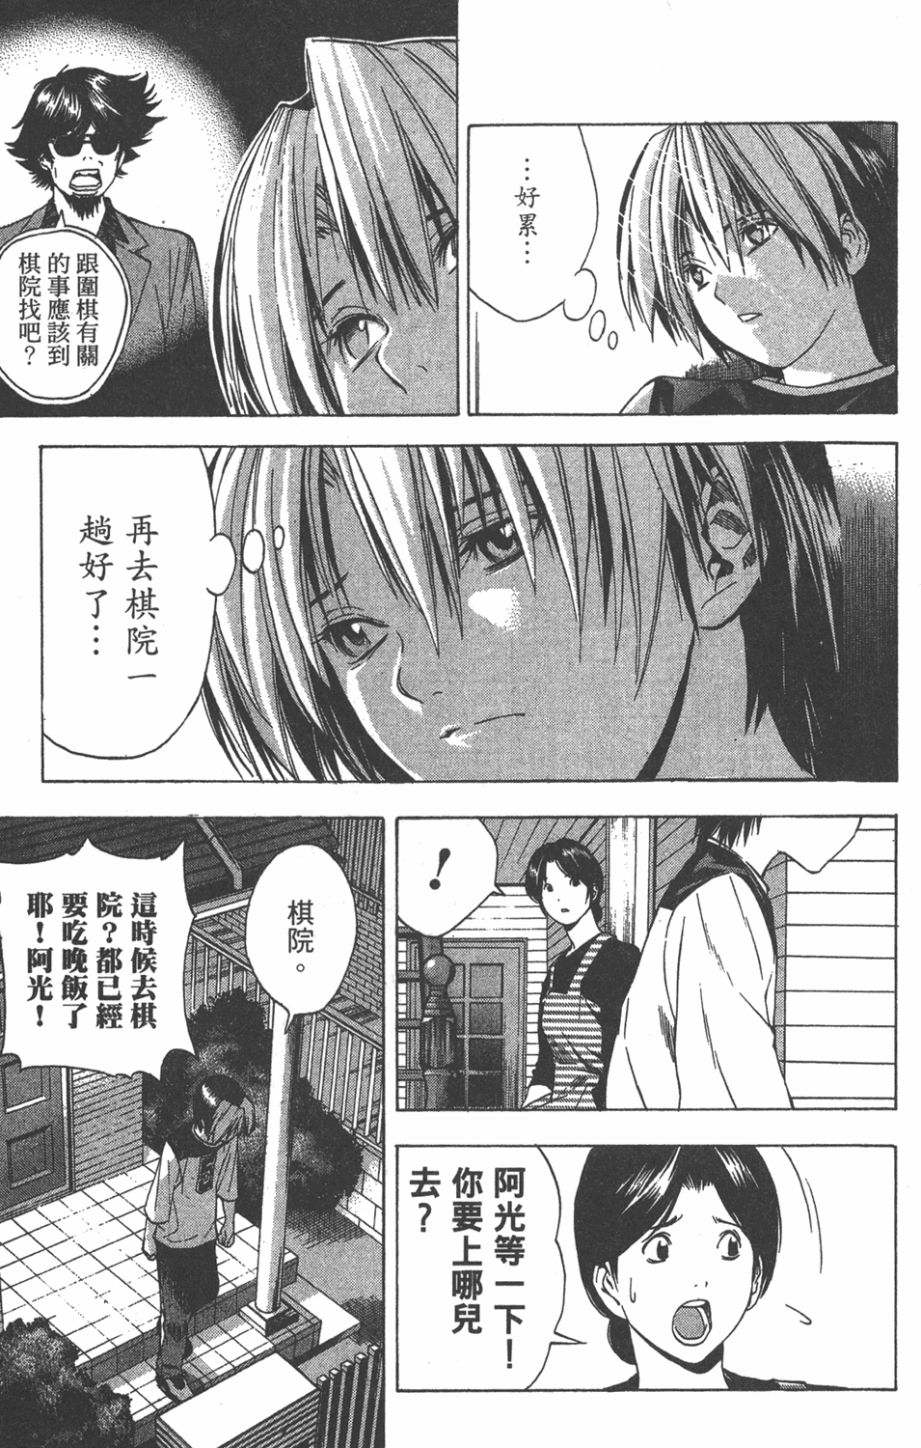 …好累…
跟圍棋有關
的事應該到
棋院找吧?
再去棋院一
趟好了…
!
阿光等一下!
你要上哪兒
去?
棋院。
這時候去棋
院?都已經
要吃晚飯了
耶!阿光!